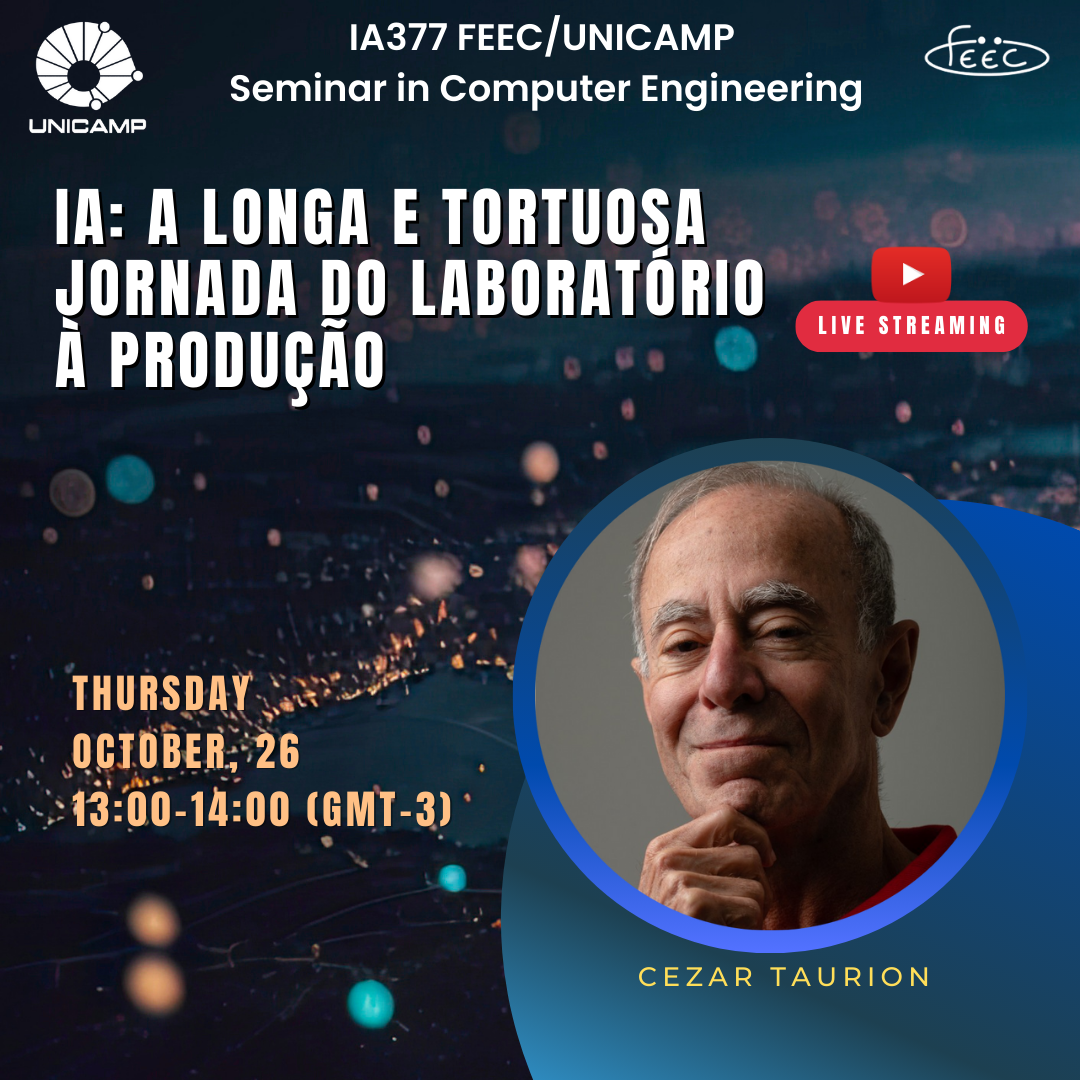 IA377 FEEC/UNICAMP
Seminar in Computer Engineering
UNICAMP
FEEC
IA: A LONGA E TORTUOSA
JORNADA DO LABORATÓRIO
À PRODUÇÃO
LIVE STREAMING
THURSDAY
OCTOBER, 26
13:00-14:00 (GMT-3)
CEZAR TAURION